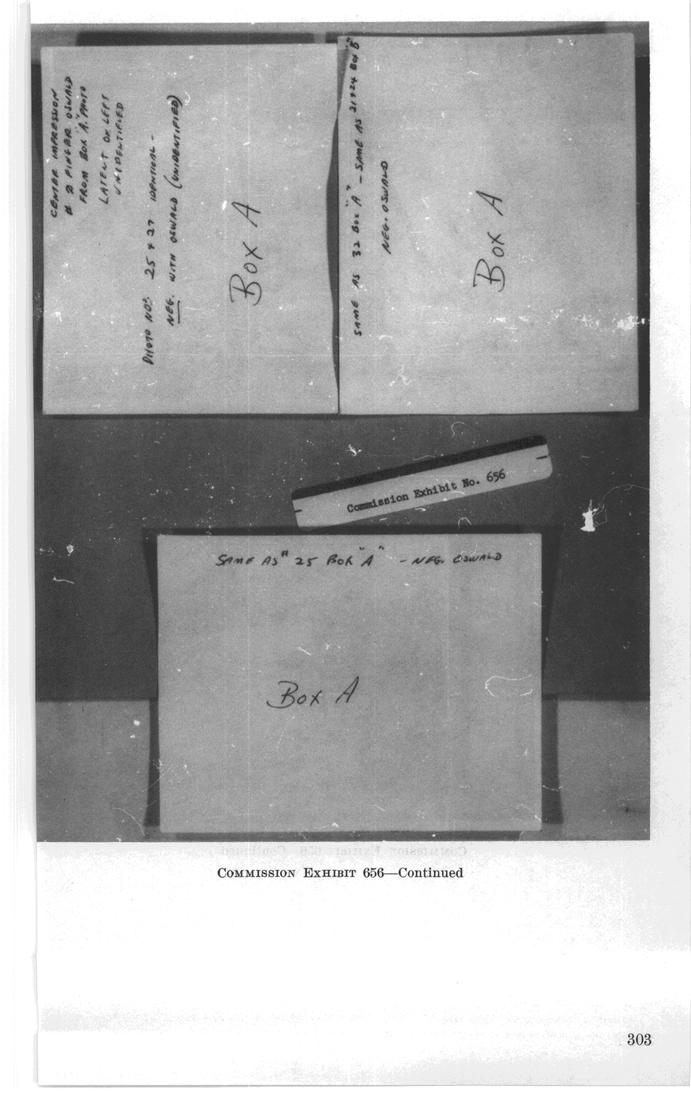 CENTER IMPRESSION
# 2 FINGER OSWALD
FROM BOX "A" PHOTO
LATENT ON LEFT
UNIDENTIFIED
PHOTO NOS. 25 + 27 IDENTICAL -
NEG. WITH OSWALD (UNIDENTIFIED)
Box A
SAME AS 32 BOX "A" - SAME AS 21+24 BOX "B"
NEG. OSWALD
Box A
Commission Exhibit No. 656
SAME AS # 25 BOX "A" - NEG. OSWALD
Box A
COMMISSION EXHIBIT 656—Continued
303